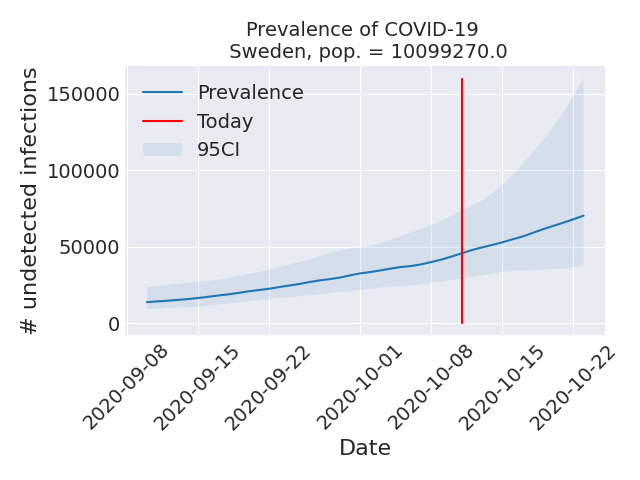 Prevalence of COVID-19
Sweden, pop. = 10099270.0
Prevalence
Today
95CI
# undetected infections
150000
100000
50000
0
2020-09-08
2020-09-15
2020-09-22
2020-10-01
2020-10-08
2020-10-15
2020-10-22
Date